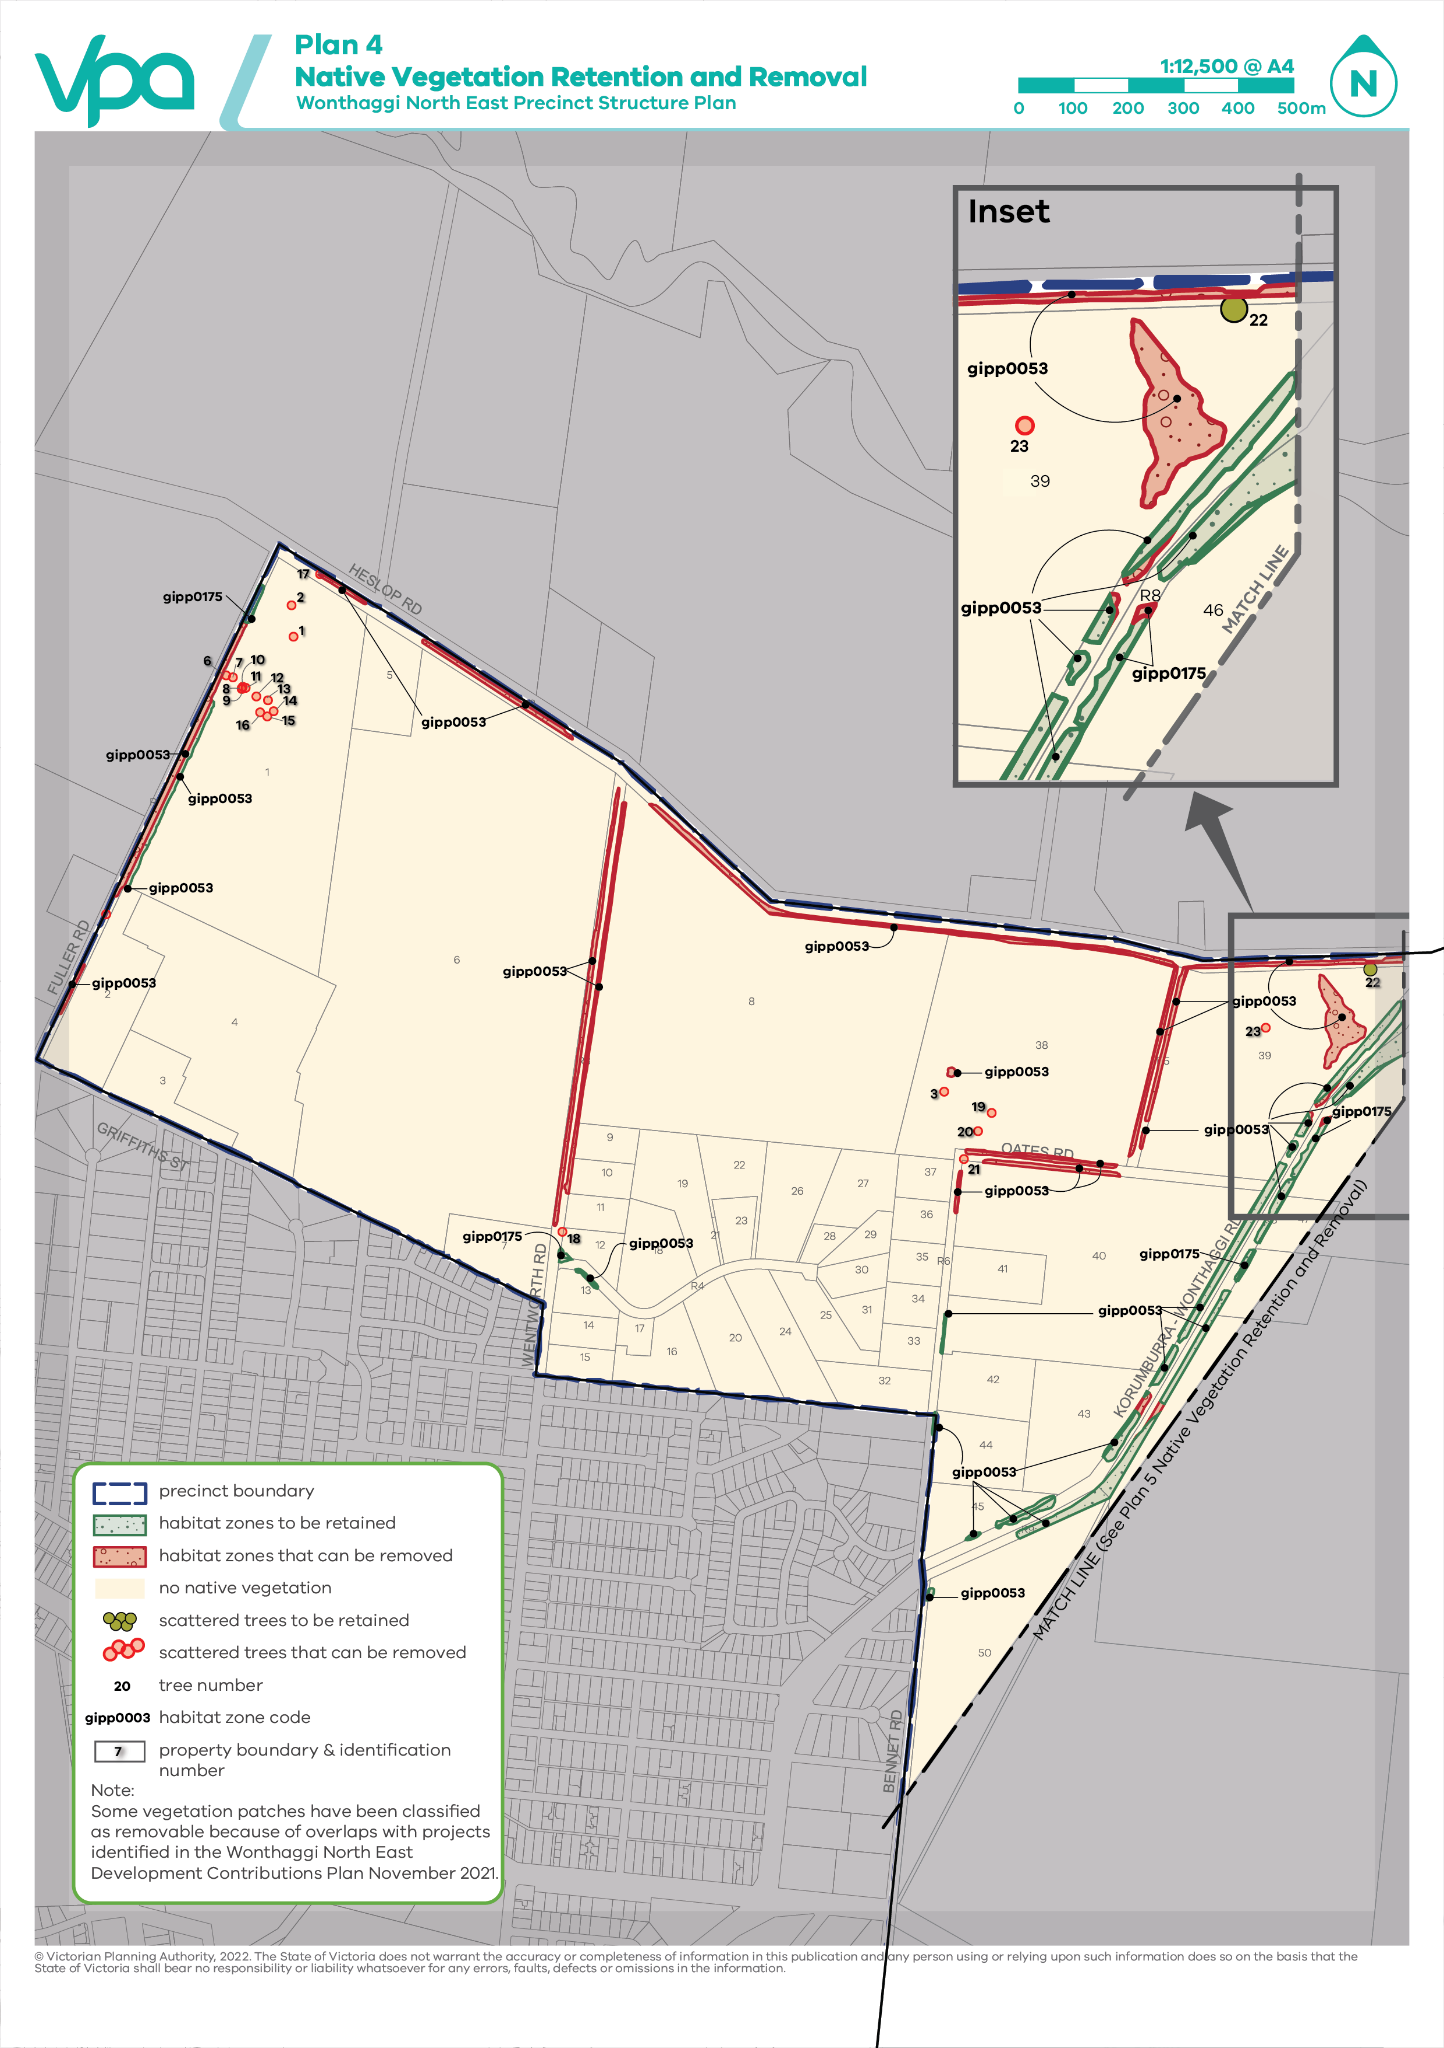 vpa
Plan 4
Native Vegetation Retention and Removal
Wonthaggi North East Precinct Structure Plan
1:12,500 @ A4
0 100 200 300 400 500m
N
Inset
22
gipp0053
23
39
gipp0053
R8
46
gipp0175
MATCH LINE
HESLOP RD
17
2
gipp0175
1
6
7
10
8
11
12
9
13
14
16
15
5
gipp0053
gipp0053
1
gipp0053
gipp0053
FULLER RD
gipp0053
2
4
3
6
gipp0053
gipp0053
8
gipp0053
22
23
39
38
gipp0053
3
19
20
OATES RD
21
gipp0053
gipp0175
gipp0053
GRIFFITHS ST
9
10
11
12
13
14
15
16
17
18
19
20
21
22
23
24
25
26
27
28
29
30
31
32
33
34
35
36
37
R4
R6
40
41
42
43
44
45
50
7
gipp0175
18
gipp0053
WENTWORTH RD
gipp0175
gipp0053
KORUMBURRA - WONTHAGGI RD
gipp0053
gipp0053
BENNET RD
MATCH LINE (See Plan 5 Native Vegetation Retention and Removal)
precinct boundary
habitat zones to be retained
habitat zones that can be removed
no native vegetation
scattered trees to be retained
scattered trees that can be removed
20 tree number
gipp0003 habitat zone code
7 property boundary & identification
number
Note:
Some vegetation patches have been classified
as removable because of overlaps with projects
identified in the Wonthaggi North East
Development Contributions Plan November 2021.
© Victorian Planning Authority, 2022. The State of Victoria does not warrant the accuracy or completeness of information in this publication and any person using or relying upon such information does so on the basis that the
State of Victoria shall bear no responsibility or liability whatsoever for any errors, faults, defects or omissions in the information.